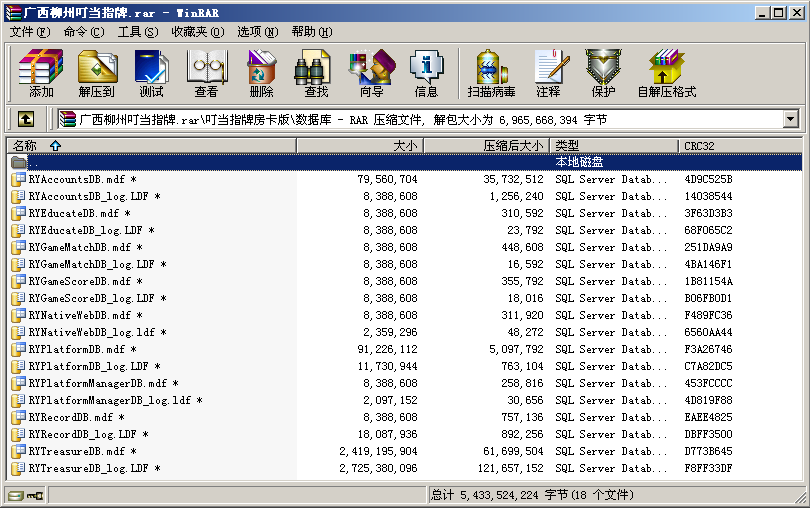 广西柳州叮当指牌.rar - WinRAR
文件(F) 命令(C) 工具(S) 收藏夹(O) 选项(N) 帮助(H)
添加 解压到 测试 查看 删除 查找 向导 信息 扫描病毒 注释 保护 自解压格式
广西柳州叮当指牌.rar\叮当指牌房卡版\数据库 - RAR 压缩文件, 解包大小为 6,965,668,394 字节
名称 大小 压缩后大小 类型 CRC32
.. 本地磁盘
RYAccountsDB.mdf * 79,560,704 35,732,512 SQL Server Datab... 4D9C525B
RYAccountsDB_log.LDF * 8,388,608 1,256,240 SQL Server Datab... 14038544
RYEducateDB.mdf * 8,388,608 310,592 SQL Server Datab... 3F63D3B3
RYEducateDB_log.LDF * 8,388,608 23,792 SQL Server Datab... 68F065C2
RYGameMatchDB.mdf * 8,388,608 448,608 SQL Server Datab... 251DA9A9
RYGameMatchDB_log.LDF * 8,388,608 16,592 SQL Server Datab... 4BA146F1
RYGameScoreDB.mdf * 8,388,608 355,792 SQL Server Datab... 1B81154A
RYGameScoreDB_log.LDF * 8,388,608 18,016 SQL Server Datab... B06FB0D1
RYNativeWebDB.mdf * 8,388,608 311,920 SQL Server Datab... F489FC36
RYNativeWebDB_log.ldf * 2,359,296 48,272 SQL Server Datab... 6560AA44
RYPlatformDB.mdf * 91,226,112 5,097,792 SQL Server Datab... F3A26746
RYPlatformDB_log.LDF * 11,730,944 763,104 SQL Server Datab... C7A82DC5
RYPlatformManagerDB.mdf * 8,388,608 258,816 SQL Server Datab... 453FCCCC
RYPlatformManagerDB_log.ldf * 2,097,152 30,656 SQL Server Datab... 4D819F88
RYRecordDB.mdf * 8,388,608 757,136 SQL Server Datab... EAEE4825
RYRecordDB_log.LDF * 18,087,936 892,256 SQL Server Datab... DBFF3500
RYTreasureDB.mdf * 2,419,195,904 61,699,504 SQL Server Datab... D773B645
RYTreasureDB_log.LDF * 2,725,380,096 121,657,152 SQL Server Datab... F8FF33DF
总计 5,433,524,224 字节(18 个文件)